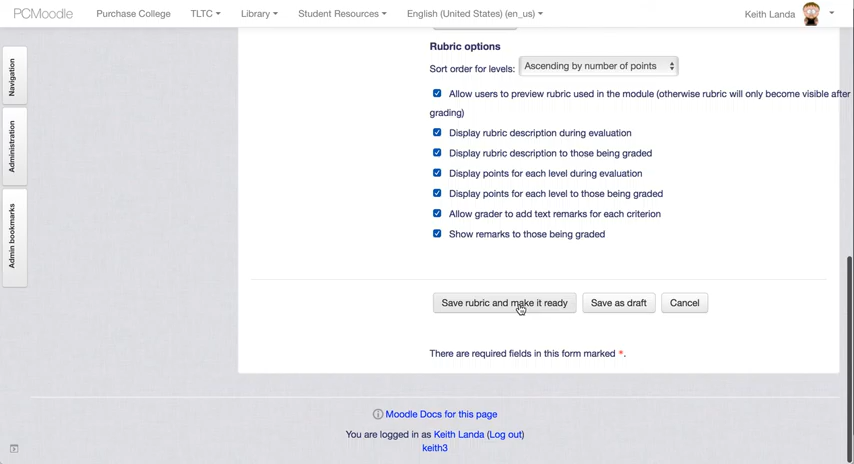 PCMoodle Purchase College TLTC Library Student Resources English (United States) (en_us) Keith Landa
Navigation
Administration
Admin bookmarks
Rubric options
Sort order for levels: Ascending by number of points
Allow users to preview rubric used in the module (otherwise rubric will only become visible after
grading)
Display rubric description during evaluation
Display rubric description to those being graded
Display points for each level during evaluation
Display points for each level to those being graded
Allow grader to add text remarks for each criterion
Show remarks to those being graded
Save rubric and make it ready Save as draft Cancel
There are required fields in this form marked *.
Moodle Docs for this page
You are logged in as Keith Landa (Log out)
keith3